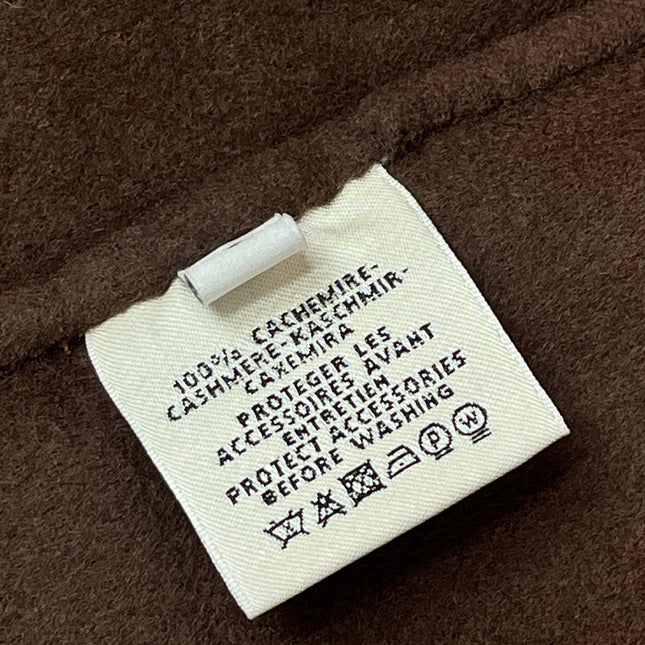 100% CACHEMIRE-
CASHMERE-KASCHMIR-
CAXEMIRA
PROTEGER LES
ACCESSOIRES AVANT
ENTRETIEN
PROTECT ACCESSORIES
BEFORE WASHING
P W